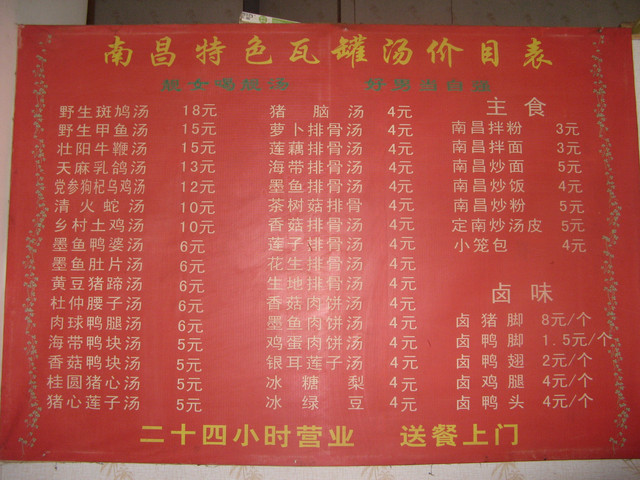 南昌特色瓦罐汤价目表
野生斑鸠汤 18元
野生甲鱼汤 15元
壮阳牛鞭汤 15元
天麻乳鸽汤 13元
党参狗杞乌鸡汤 12元
清火蛇汤 10元
乡村土鸡汤 10元
墨鱼鸭婆汤 6元
墨鱼肚片汤 6元
黄豆猪蹄汤 6元
杜仲腰子汤 6元
肉球鸭腿汤 6元
海带鸭块汤 5元
香菇鸭块汤 5元
桂圆猪心汤 5元
猪心莲子汤 5元
猪脑汤 4元
萝卜排骨汤 4元
莲藕排骨汤 4元
海带排骨汤 4元
墨鱼排骨汤 4元
茶树菇排骨 4元
香菇排骨汤 4元
莲子排骨汤 4元
花生排骨汤 4元
生地排骨汤 4元
香菇肉饼汤 4元
墨鱼肉饼汤 4元
鸡蛋肉饼汤 4元
银耳莲子汤 4元
冰糖梨 4元
冰绿豆 4元
主食
南昌拌粉 3元
南昌拌面 3元
南昌炒面 5元
南昌炒饭 4元
南昌炒粉 5元
定南炒汤皮 5元
小笼包 4元
卤味
卤猪脚 8元/个
卤鸭脚 1.5元/个
卤鸭翅 2元/个
卤鸡腿 4元/个
卤鸭头 4元/个
二十四小时营业 送餐上门